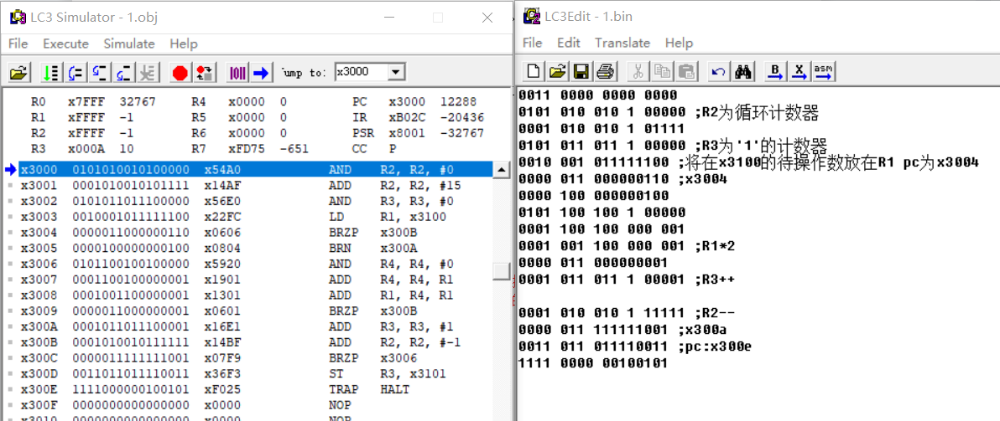 LC3 Simulator - 1.obj
File Execute Simulate Help
Jump to: x3000
R0 x7FFF 32767 R4 x0000 0 PC x3000 12288
R1 xFFFF -1 R5 x0000 0 IR xB02C -20436
R2 xFFFF -1 R6 x0000 0 PSR x8001 -32767
R3 x000A 10 R7 xFD75 -651 CC P
x3000 0101010010100000 x54A0 AND R2, R2, #0
x3001 0001010010101111 x14AF ADD R2, R2, #15
x3002 0101011011100000 x56E0 AND R3, R3, #0
x3003 0010001011111100 x22FC LD R1, x3100
x3004 0000011000000110 x0606 BRZP x300B
x3005 0000100000000100 x0804 BRN x300A
x3006 0101100100100000 x5920 AND R4, R4, #0
x3007 0001100100000001 x1901 ADD R4, R4, R1
x3008 0001001100000001 x1301 ADD R1, R4, R1
x3009 0000011000000001 x0601 BRZP x300B
x300A 0001011011100001 x16E1 ADD R3, R3, #1
x300B 0001010010111111 x14BF ADD R2, R2, #-1
x300C 0000011111111001 x07F9 BRZP x3006
x300D 0011011011110011 x36F3 ST R3, x3101
x300E 1111000000100101 xF025 TRAP HALT
x300F 0000000000000000 x0000 NOP
x3010 0000000000000000 x0000 NOP
LC3Edit - 1.bin
File Edit Translate Help
B X asm
0011 0000 0000 0000
0101 010 010 1 00000 ;R2为循环计数器
0001 010 010 1 01111
0101 011 011 1 00000 ;R3为'1'的计数器
0010 001 011111100 ;将在x3100的待操作数放在R1 pc为x3004
0000 011 000000110 ;x3004
0000 100 000000100
0101 100 100 1 00000
0001 100 100 000 001
0001 001 100 000 001 ;R1*2
0000 011 000000001
0001 011 011 1 00001 ;R3++
0001 010 010 1 11111 ;R2--
0000 011 111111001 ;x300a
0011 011 011110011 ;pc:x300e
1111 0000 00100101